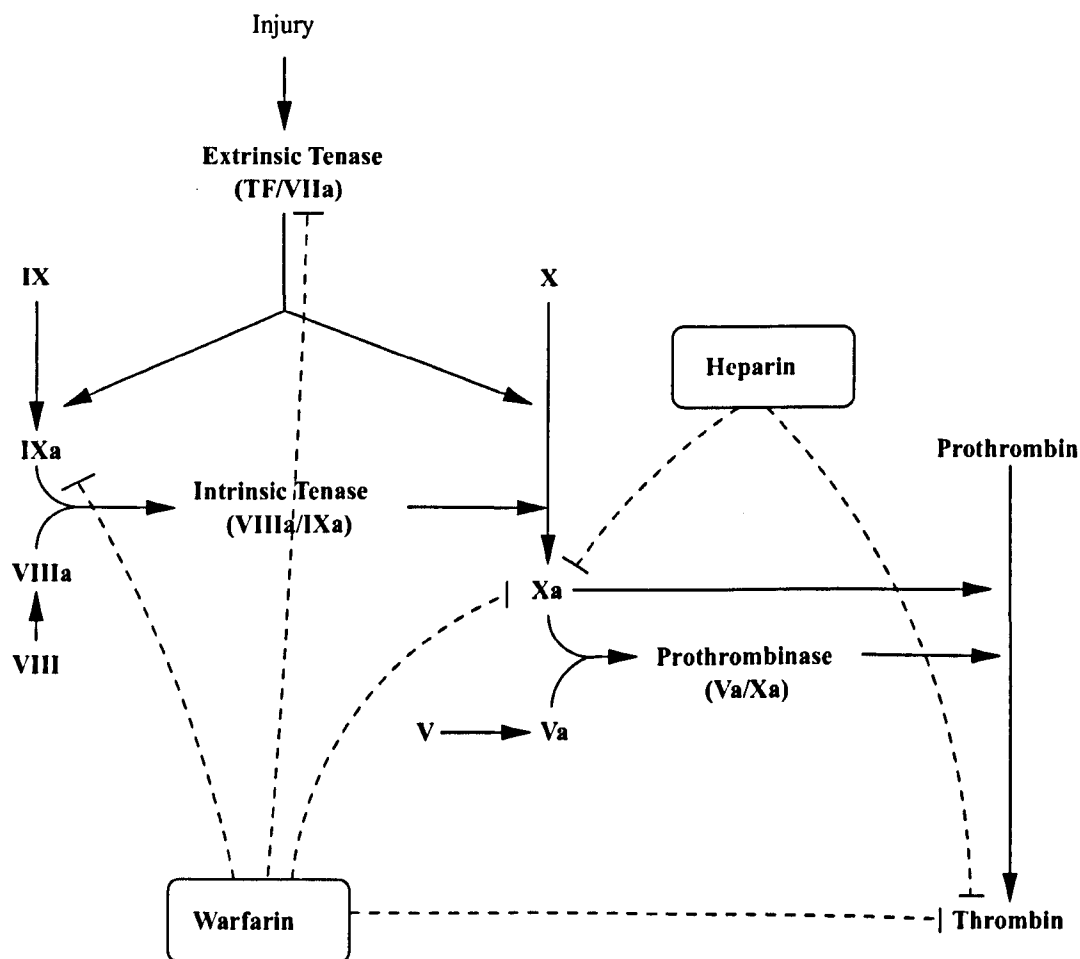 Injury
Extrinsic Tenase
(TF/VIIa)
IX
X
Heparin
IXa
Prothrombin
Intrinsic Tenase
(VIIIa/IXa)
VIIIa
Xa
VIII
Prothrombinase
(Va/Xa)
V
Va
Warfarin
Thrombin